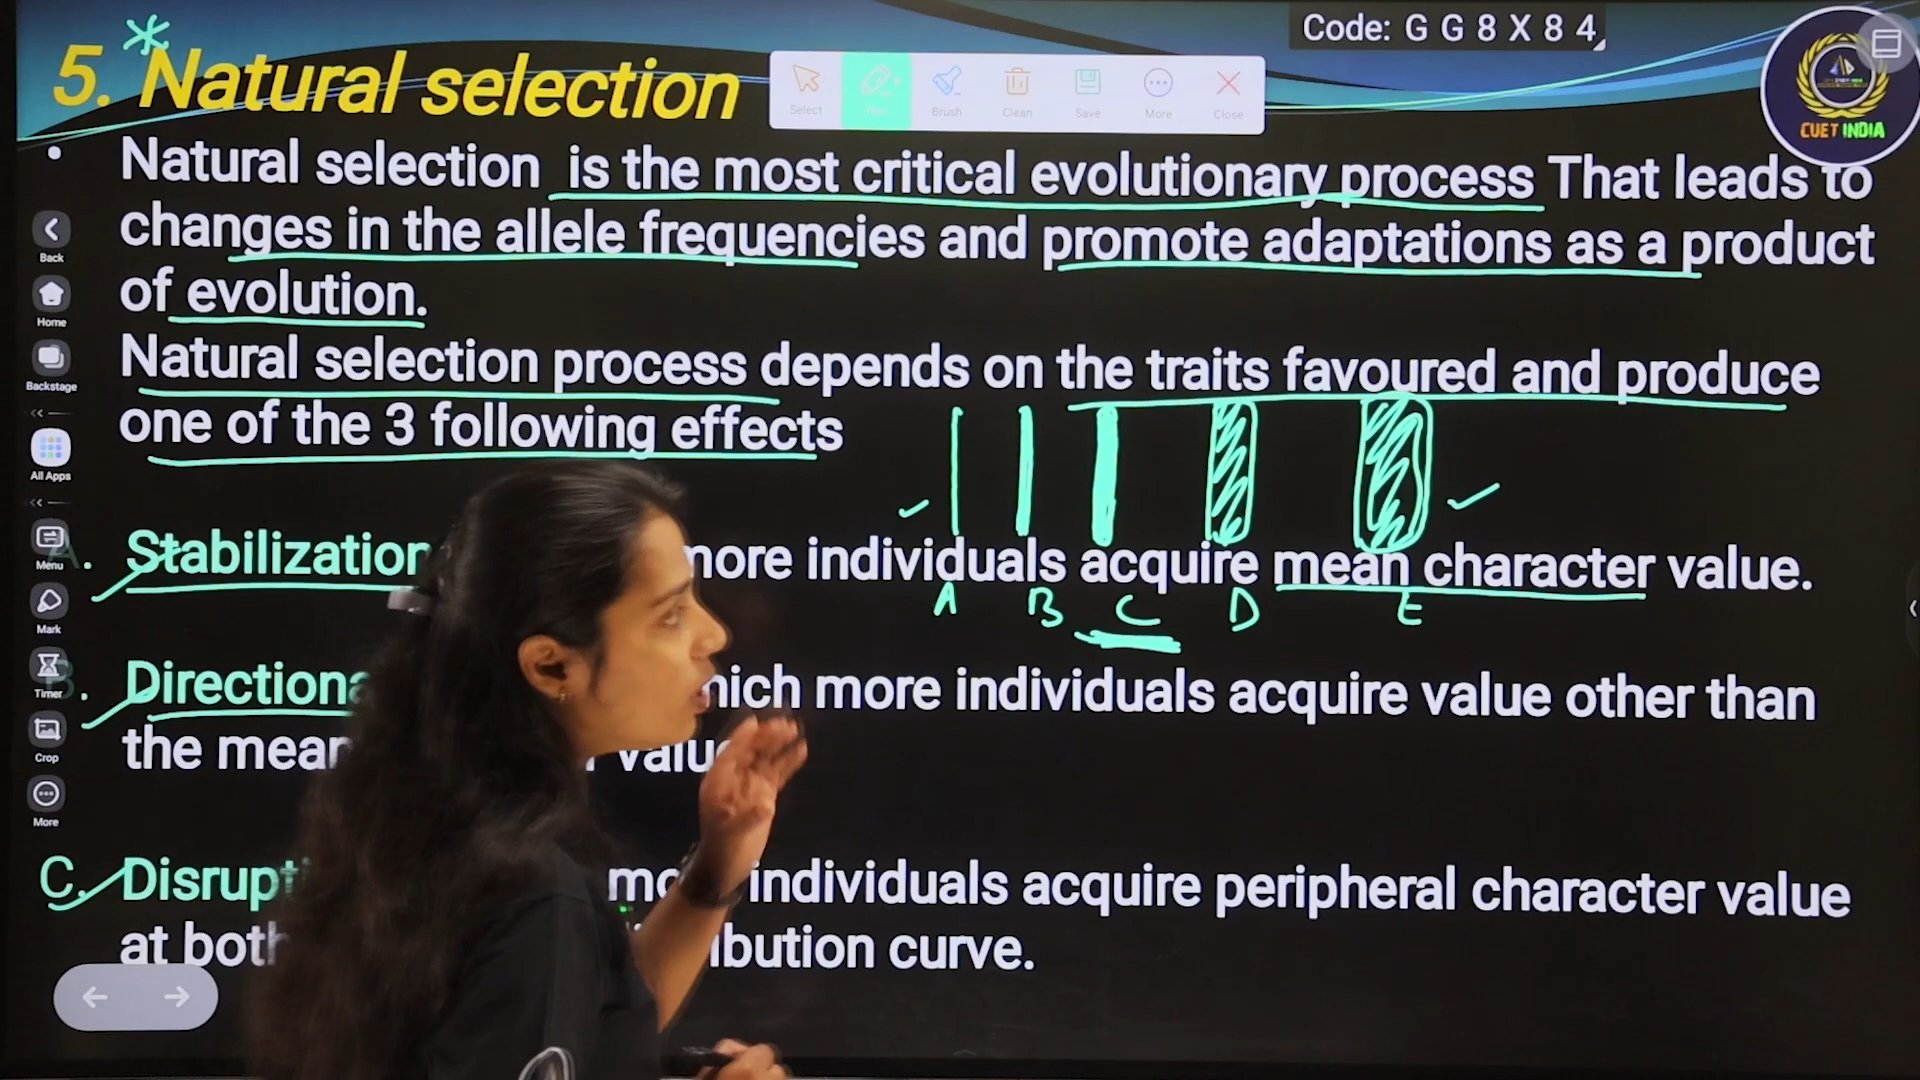 Code: G G 8 X 8 4
5. Natural selection
Select
Pen
Brush
Clean
Save
More
Close
CUET INDIA
Natural selection is the most critical evolutionary process That leads to
changes in the allele frequencies and promote adaptations as a product
of evolution.
Natural selection process depends on the traits favoured and produce
one of the 3 following effects
A. Stabilization more individuals acquire mean character value.
A B C D E
B. Directiona hich more individuals acquire value other than
the mean valu
C. Disrupti mo individuals acquire peripheral character value
at both ibution curve.
Back
Home
Backstage
All Apps
Menu
Mark
Timer
Crop
More